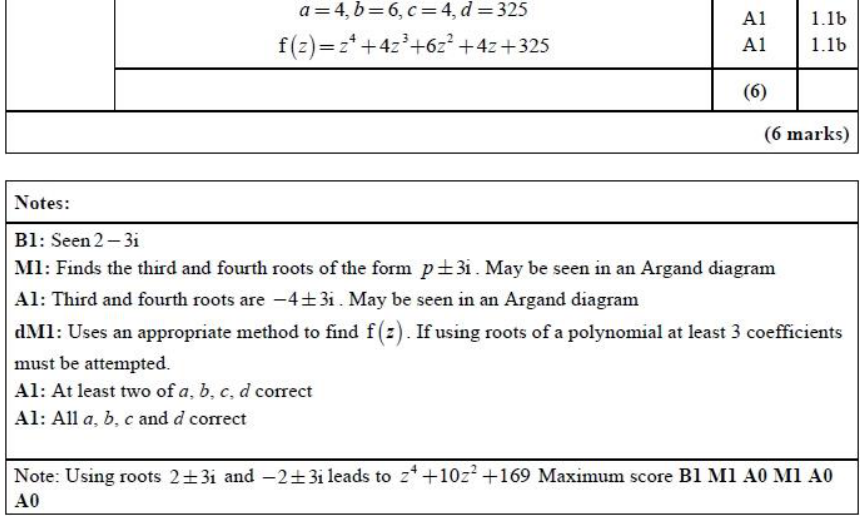 a = 4, b = 6, c = 4, d = 325
A1 1.1b
f(z) = z⁴ + 4z³ + 6z² + 4z + 325
A1 1.1b
(6)
(6 marks)
Notes:
B1: Seen 2 − 3i
M1: Finds the third and fourth roots of the form p ± 3i. May be seen in an Argand diagram
A1: Third and fourth roots are −4 ± 3i. May be seen in an Argand diagram
dM1: Uses an appropriate method to find f(z). If using roots of a polynomial at least 3 coefficients
must be attempted.
A1: At least two of a, b, c, d correct
A1: All a, b, c and d correct
Note: Using roots 2 ± 3i and −2 ± 3i leads to z⁴ + 10z² + 169 Maximum score B1 M1 A0 M1 A0
A0